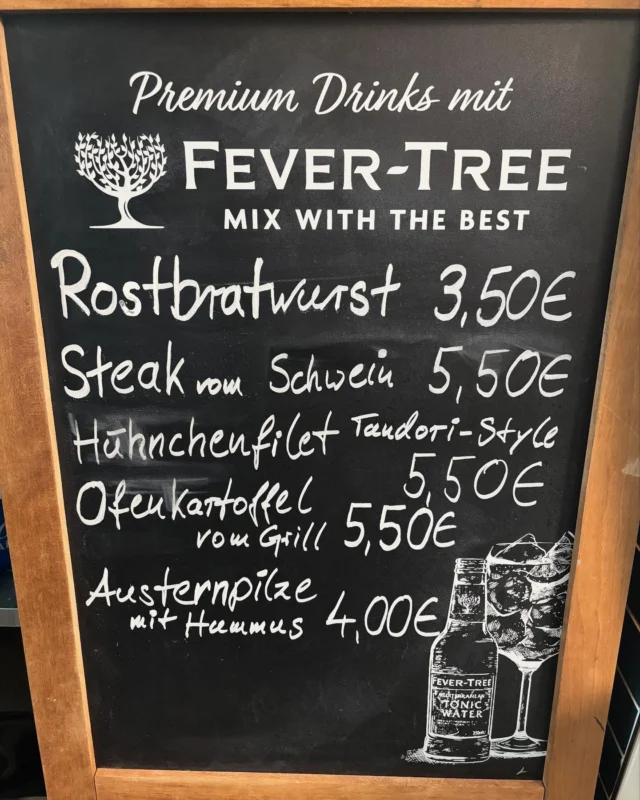 Premium Drinks mit
FEVER-TREE
MIX WITH THE BEST
Rostbratwurst 3,50€
Steak vom Schwein 5,50€
Hühnchenfilet Tandori-Style
5,50€
Ofenkartoffel
vom Grill 5,50€
Austernpilze
mit Hummus 4,00€
FEVER-TREE
MEDITERRANEAN
TONIC
WATER